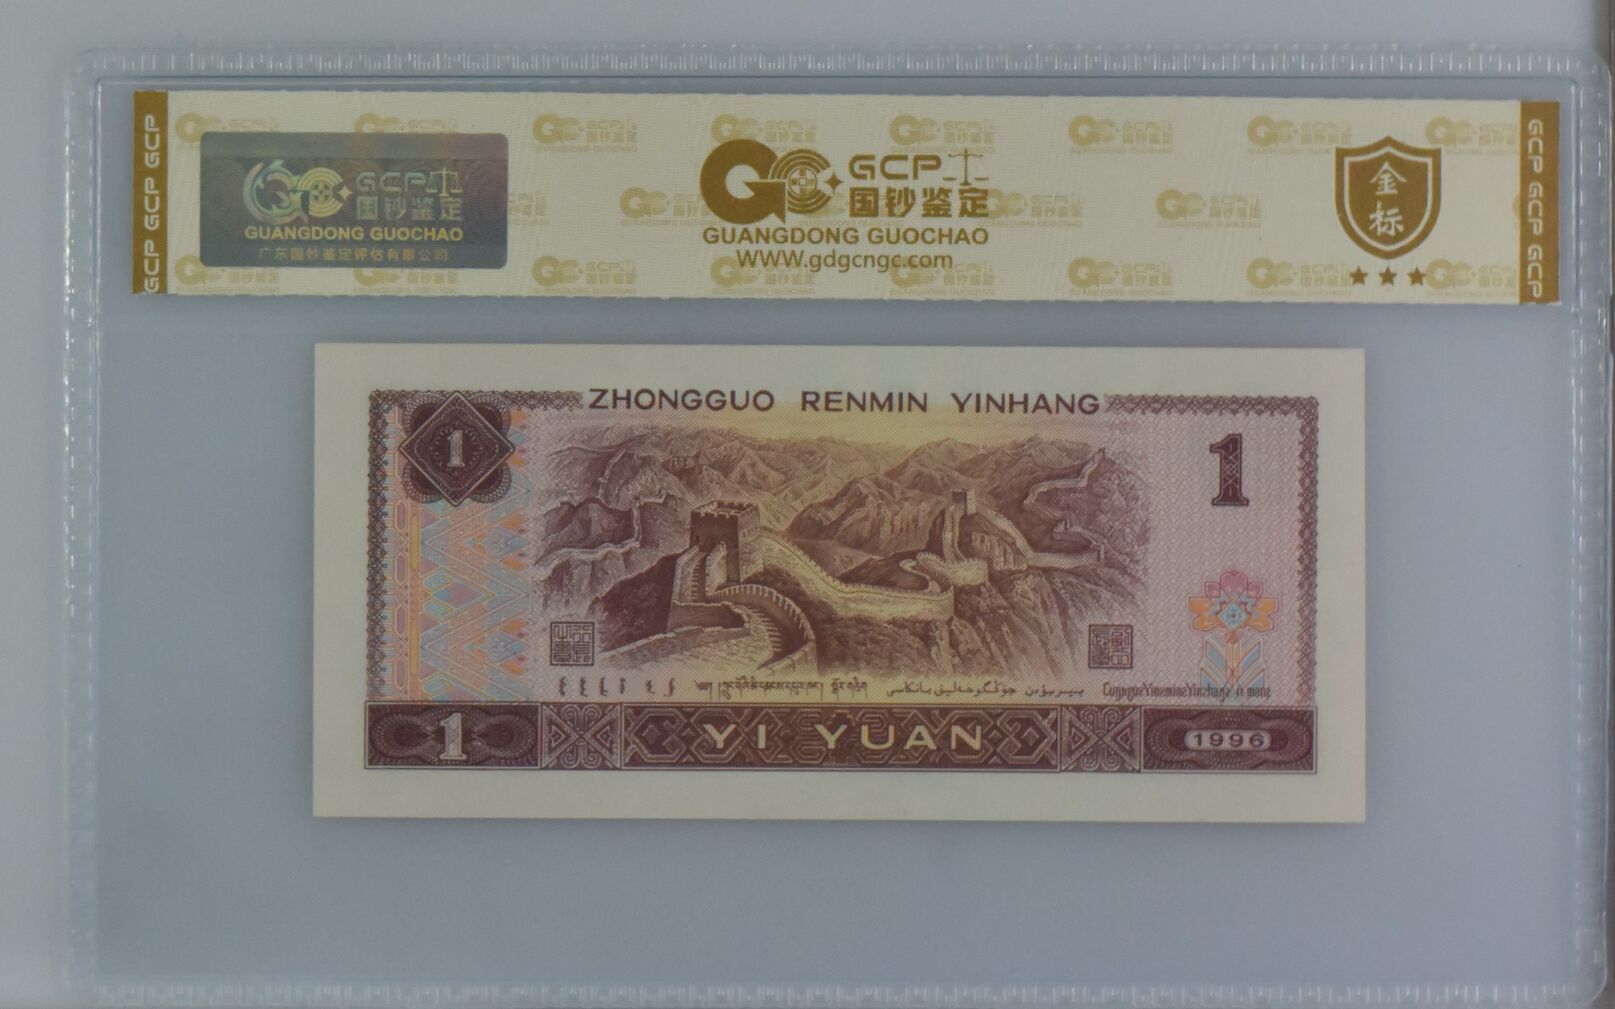 GCP GCP GCP
GCP
国钞鉴定
GUANGDONG GUOCHAO
广东国钞鉴定评估有限公司
GCP
国钞鉴定
GUANGDONG GUOCHAO
WWW.gdgcngc.com
金
标
GCP GCP GCP
ZHONGGUO RENMIN YINHANG
1
1
1
YI YUAN
1996